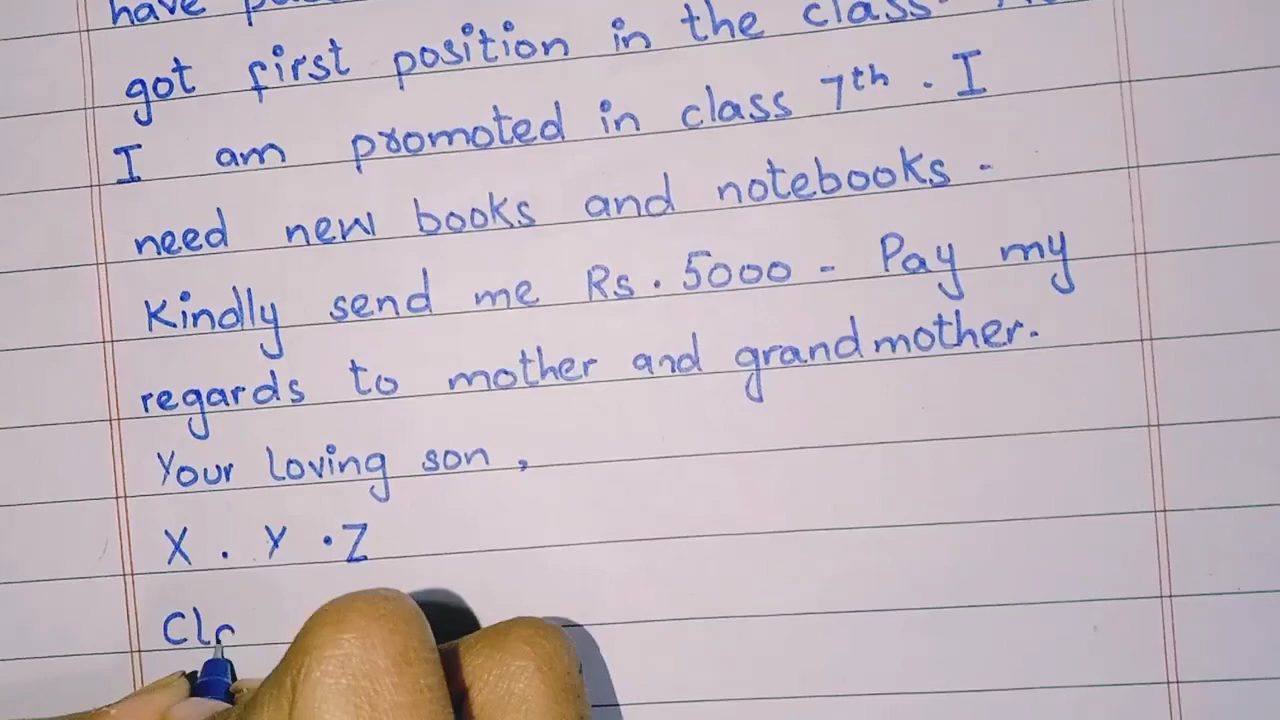 have
got first position in the class.
I am promoted in class 7th. I
need new books and notebooks.
Kindly send me Rs. 5000 - Pay my
regards to mother and grandmother.
Your loving son,
X. Y. Z